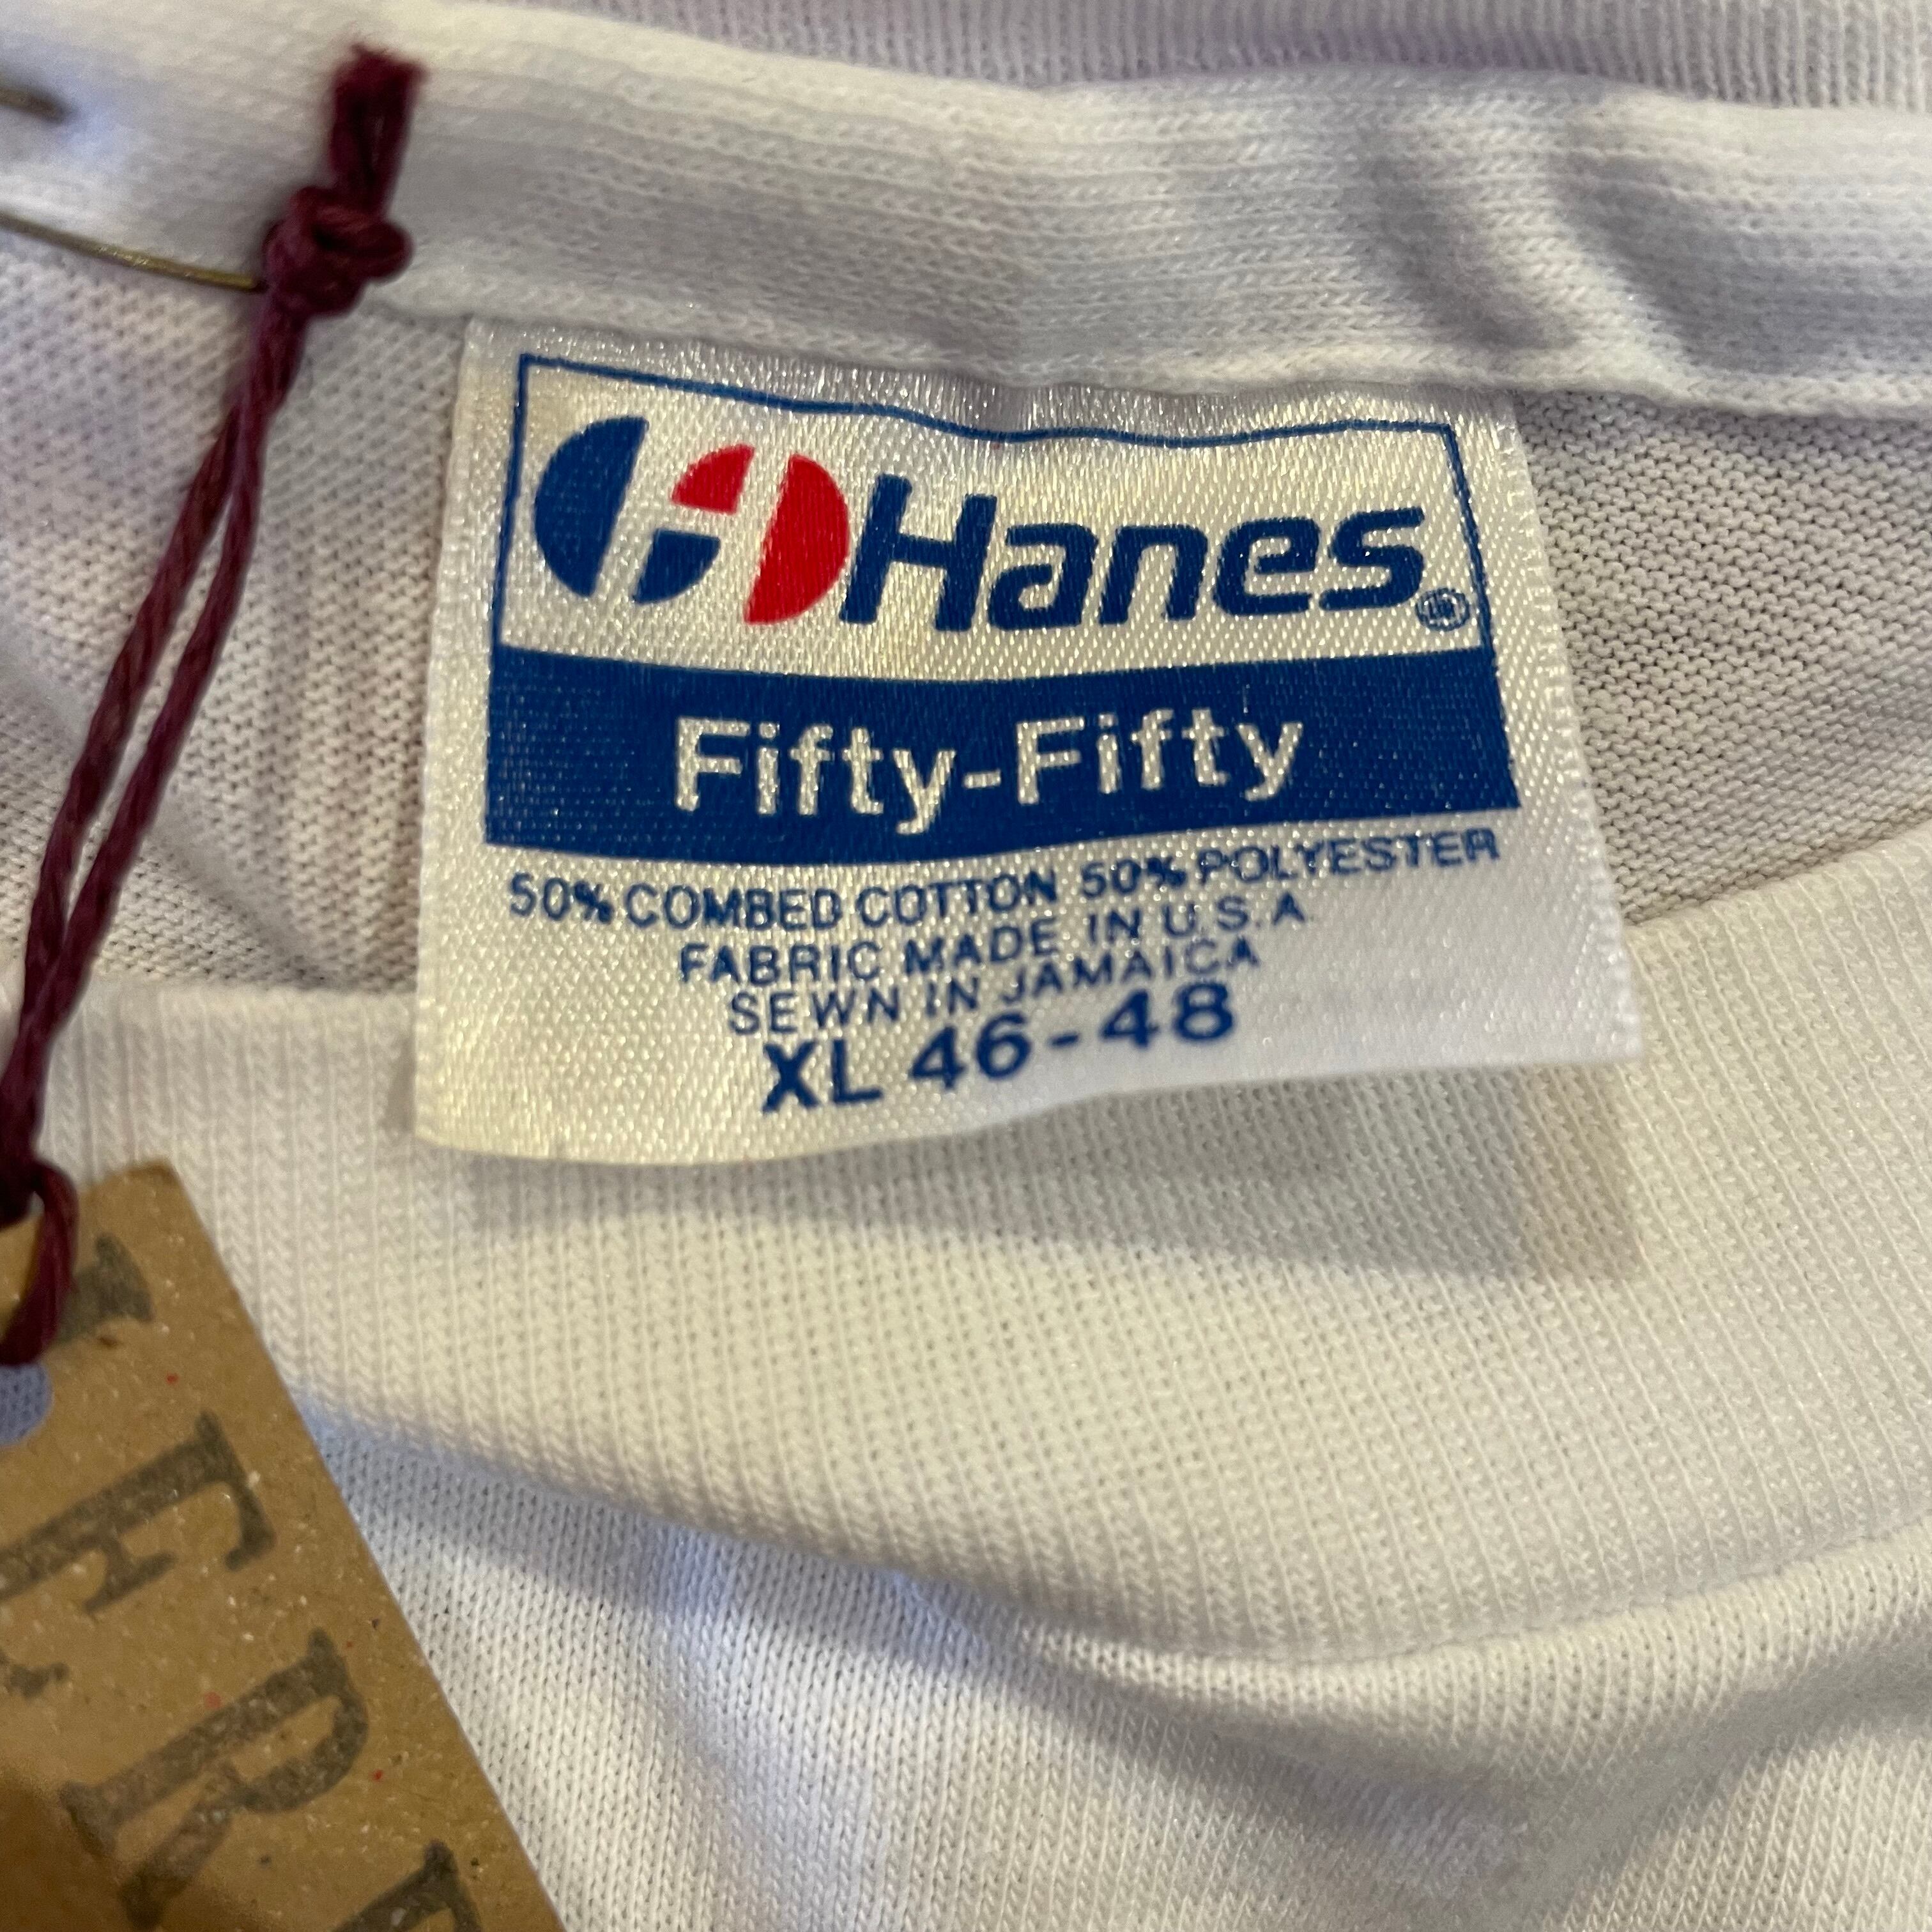 Hanes
Fifty-Fifty
50% COMBED COTTON 50% POLYESTER
FABRIC MADE IN U.S.A
SEWN IN JAMAICA
XL 46-48